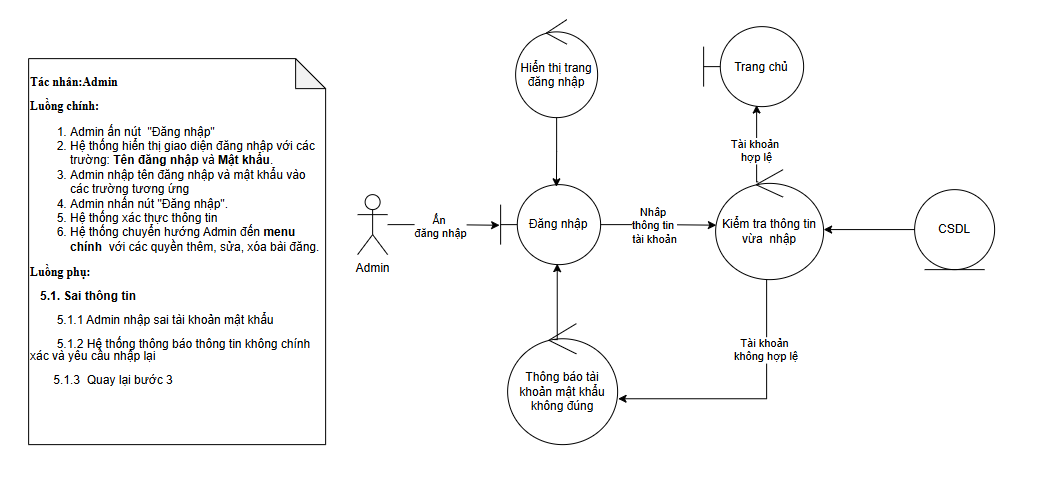 Tác nhân:Admin
Luồng chính:
1. Admin ấn nút "Đăng nhập"
2. Hệ thống hiển thị giao diện đăng nhập với các
trường: Tên đăng nhập và Mật khẩu.
3. Admin nhập tên đăng nhập và mật khẩu vào
các trường tương ứng
4. Admin nhấn nút "Đăng nhập".
5. Hệ thống xác thực thông tin
6. Hệ thống chuyển hướng Admin đến menu
chính với các quyền thêm, sửa, xóa bài đăng.
Luồng phụ:
5.1. Sai thông tin
5.1.1 Admin nhập sai tài khoản mật khẩu
5.1.2 Hệ thống thông báo thông tin không chính
xác và yêu cầu nhập lại
5.1.3 Quay lại bước 3
Admin
Ấn
đăng nhập
Hiển thị trang
đăng nhập
Đăng nhập
Nhâp
thông tin
tài khoản
Trang chủ
Tài khoản
hợp lệ
Kiểm tra thông tin
vừa nhập
CSDL
Tài khoản
không hợp lệ
Thông báo tài
khoản mật khẩu
không đúng